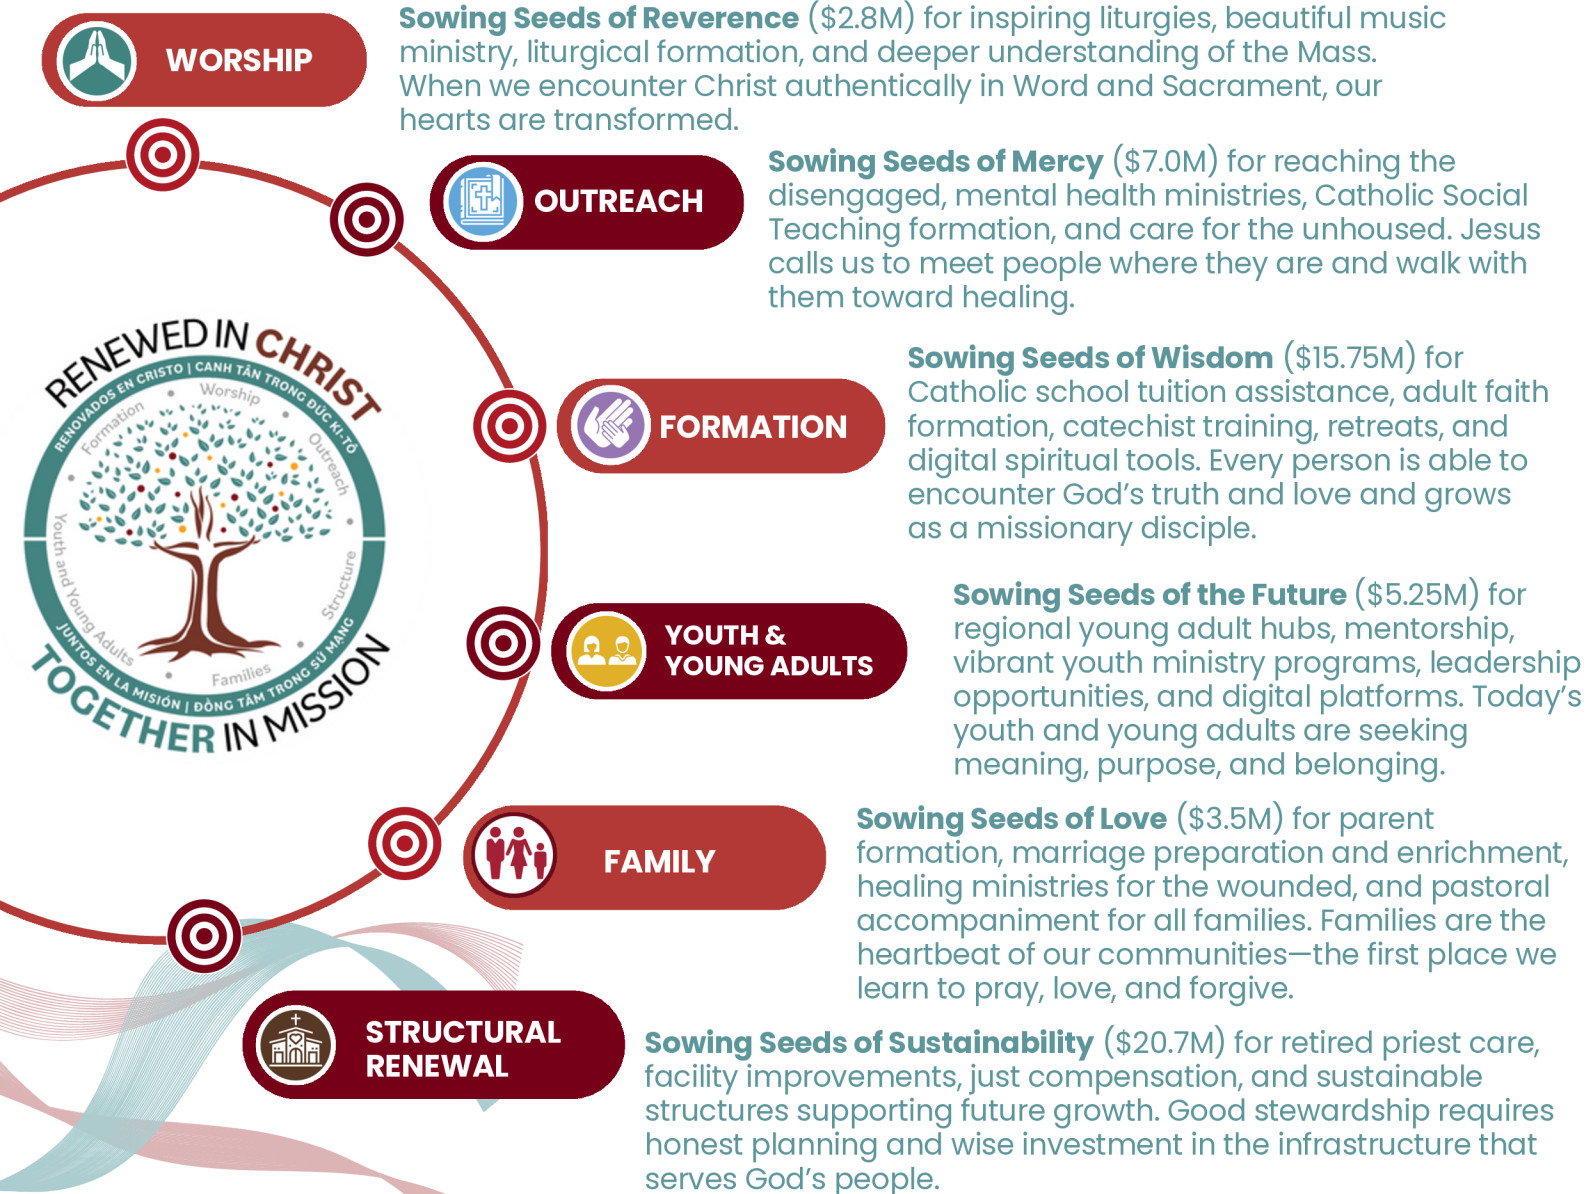 WORSHIP
Sowing Seeds of Reverence ($2.8M) for inspiring liturgies, beautiful music
ministry, liturgical formation, and deeper understanding of the Mass.
When we encounter Christ authentically in Word and Sacrament, our
hearts are transformed.
OUTREACH
Sowing Seeds of Mercy ($7.0M) for reaching the
disengaged, mental health ministries, Catholic Social
Teaching formation, and care for the unhoused. Jesus
calls us to meet people where they are and walk with
them toward healing.
RENEWED IN CHRIST
RENOVADOS EN CRISTO | CANH TÂN TRONG ĐỨC KI-TÔ
Worship
Outreach
Structure
Families
Youth and Young Adults
Formation
JUNTOS EN LA MISIÓN | ĐỒNG TÂM TRONG SỨ MẠNG
TOGETHER IN MISSION
FORMATION
Sowing Seeds of Wisdom ($15.75M) for
Catholic school tuition assistance, adult faith
formation, catechist training, retreats, and
digital spiritual tools. Every person is able to
encounter God's truth and love and grows
as a missionary disciple.
YOUTH &
YOUNG ADULTS
Sowing Seeds of the Future ($5.25M) for
regional young adult hubs, mentorship,
vibrant youth ministry programs, leadership
opportunities, and digital platforms. Today's
youth and young adults are seeking
meaning, purpose, and belonging.
FAMILY
Sowing Seeds of Love ($3.5M) for parent
formation, marriage preparation and enrichment,
healing ministries for the wounded, and pastoral
accompaniment for all families. Families are the
heartbeat of our communities—the first place we
learn to pray, love, and forgive.
STRUCTURAL
RENEWAL
Sowing Seeds of Sustainability ($20.7M) for retired priest care,
facility improvements, just compensation, and sustainable
structures supporting future growth. Good stewardship requires
honest planning and wise investment in the infrastructure that
serves God's people.